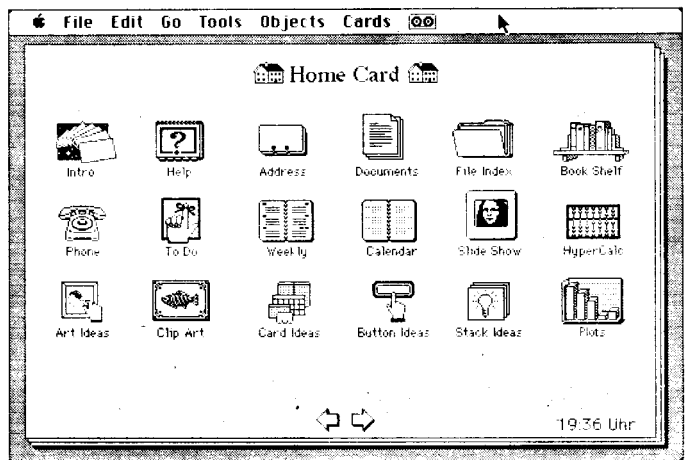 File Edit Go Tools Objects Cards
Home Card
Intro Help Address Documents File Index Book Shelf
Phone To Do Weekly Calendar Slide Show HyperCalc
Art Ideas Clip Art Card Ideas Button Ideas Stack Ideas Plots
19:36 Uhr